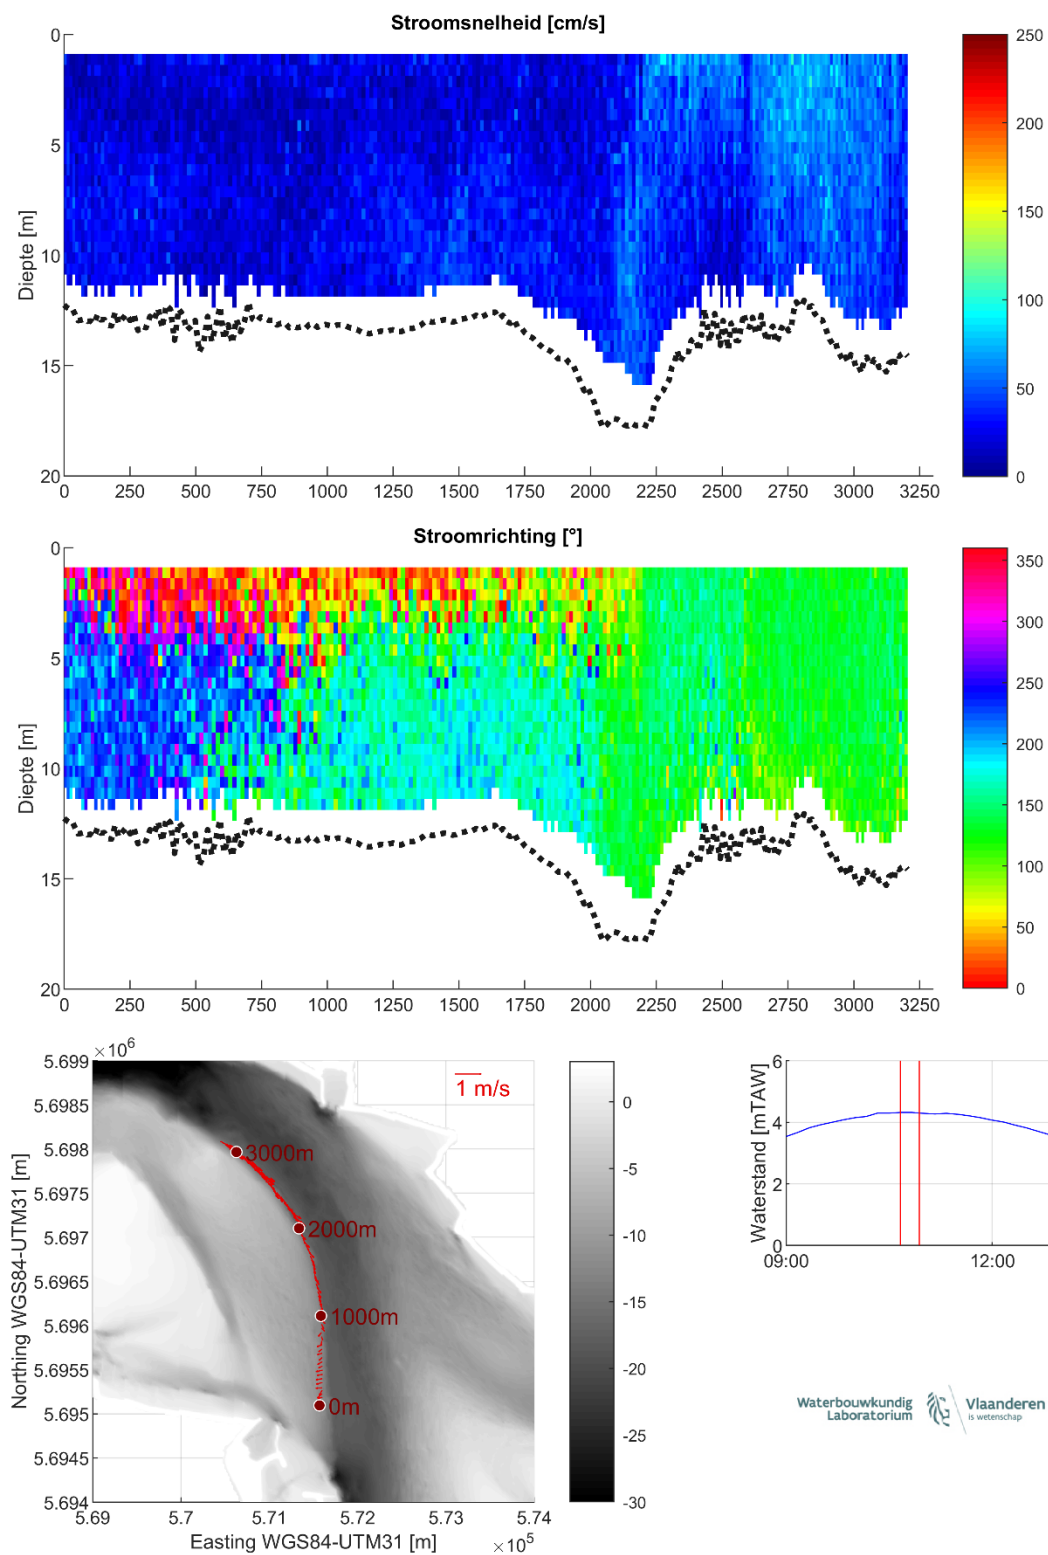 Stroomsnelheid [cm/s]
0
5
10
15
20
Diepte [m]
0 250 500 750 1000 1250 1500 1750 2000 2250 2500 2750 3000 3250
250
200
150
100
50
0
Stroomrichting [°]
0
5
10
15
20
Diepte [m]
0 250 500 750 1000 1250 1500 1750 2000 2250 2500 2750 3000 3250
350
300
250
200
150
100
50
0
×10⁶
5.699
5.6985
5.698
5.6975
5.697
5.6965
5.696
5.6955
5.695
5.6945
5.694
Northing WGS84-UTM31 [m]
1 m/s
3000m
2000m
1000m
0m
5.69 5.7 5.71 5.72 5.73 5.74
Easting WGS84-UTM31 [m]
×10⁵
0
-5
-10
-15
-20
-25
-30
6
4
2
0
Waterstand [mTAW]
09:00 12:00
Waterbouwkundig
Laboratorium
Vlaanderen
is wetenschap